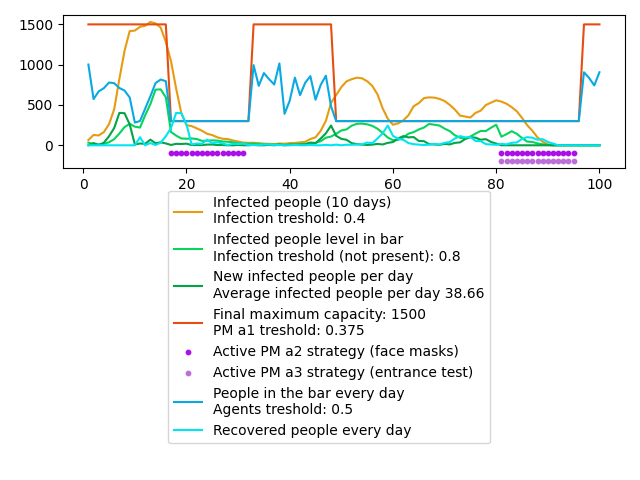 1500
1000
500
0
0
20
40
60
80
100
Infected people (10 days)
Infection treshold: 0.4
Infected people level in bar
Infection treshold (not present): 0.8
New infected people per day
Average infected people per day 38.66
Final maximum capacity: 1500
PM a1 treshold: 0.375
Active PM a2 strategy (face masks)
Active PM a3 strategy (entrance test)
People in the bar every day
Agents treshold: 0.5
Recovered people every day